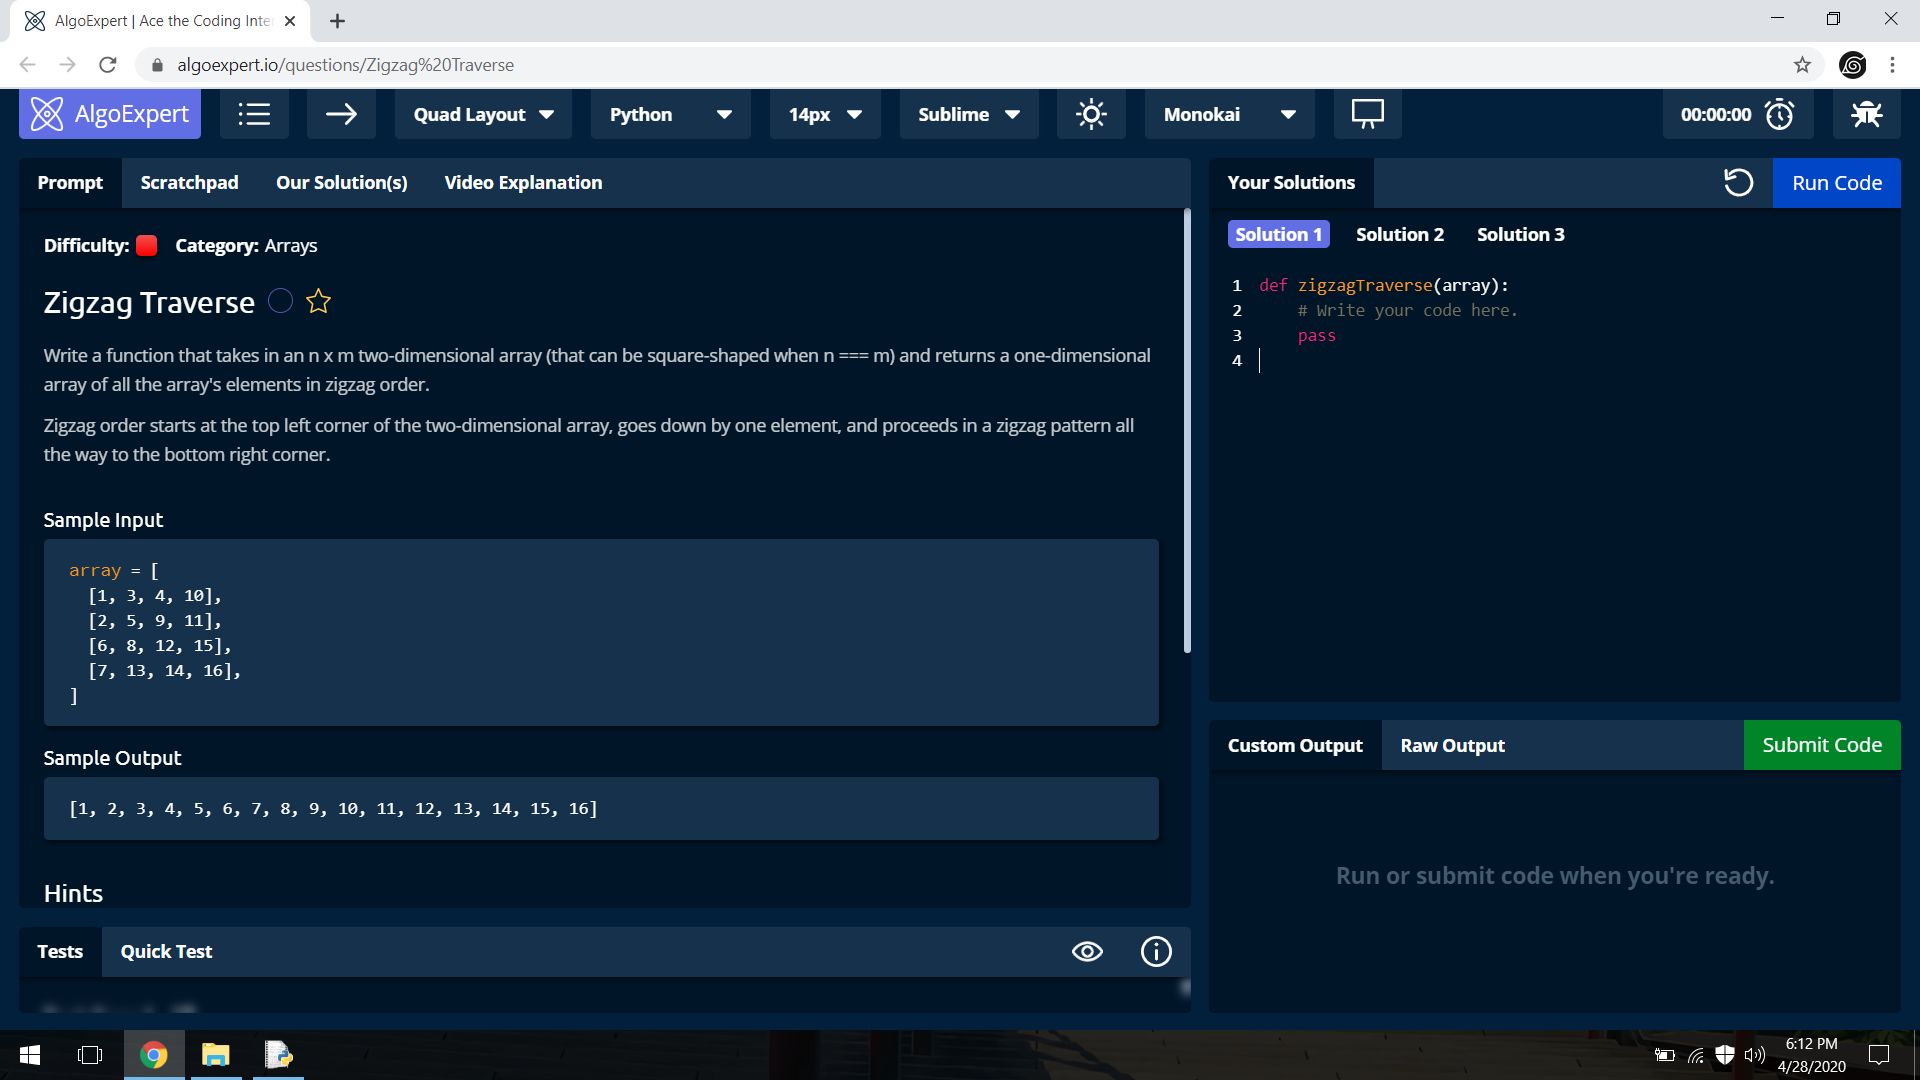 AlgoExpert | Ace the Coding Inte
algoexpert.io/questions/Zigzag%20Traverse
AlgoExpert
Quad Layout
Python
14px
Sublime
Monokai
00:00:00
Prompt
Scratchpad
Our Solution(s)
Video Explanation
Difficulty: Category: Arrays
Zigzag Traverse
Write a function that takes in an n x m two-dimensional array (that can be square-shaped when n === m) and returns a one-dimensional
array of all the array's elements in zigzag order.
Zigzag order starts at the top left corner of the two-dimensional array, goes down by one element, and proceeds in a zigzag pattern all
the way to the bottom right corner.
Sample Input
array = [
[1, 3, 4, 10],
[2, 5, 9, 11],
[6, 8, 12, 15],
[7, 13, 14, 16],
]
Sample Output
[1, 2, 3, 4, 5, 6, 7, 8, 9, 10, 11, 12, 13, 14, 15, 16]
Hints
Tests
Quick Test
Your Solutions
Run Code
Solution 1
Solution 2
Solution 3
1 def zigzagTraverse(array):
2 # Write your code here.
3 pass
4
Custom Output
Raw Output
Submit Code
Run or submit code when you're ready.
6:12 PM
4/28/2020